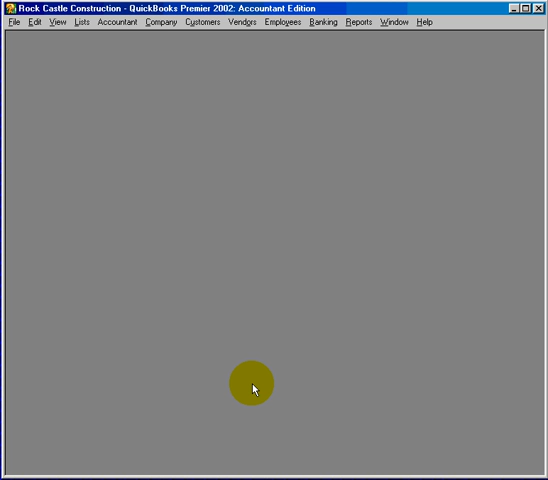 Rock Castle Construction - QuickBooks Premier 2002: Accountant Edition
File Edit View Lists Accountant Company Customers Vendors Employees Banking Reports Window Help